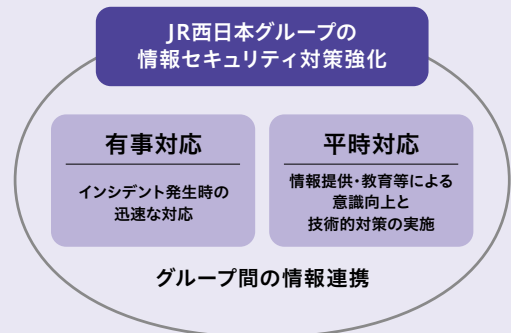 JR西日本グループの
情報セキュリティ対策強化
有事対応
インシデント発生時の
迅速な対応
平時対応
情報提供・教育等による
意識向上と
技術的対策の実施
グループ間の情報連携